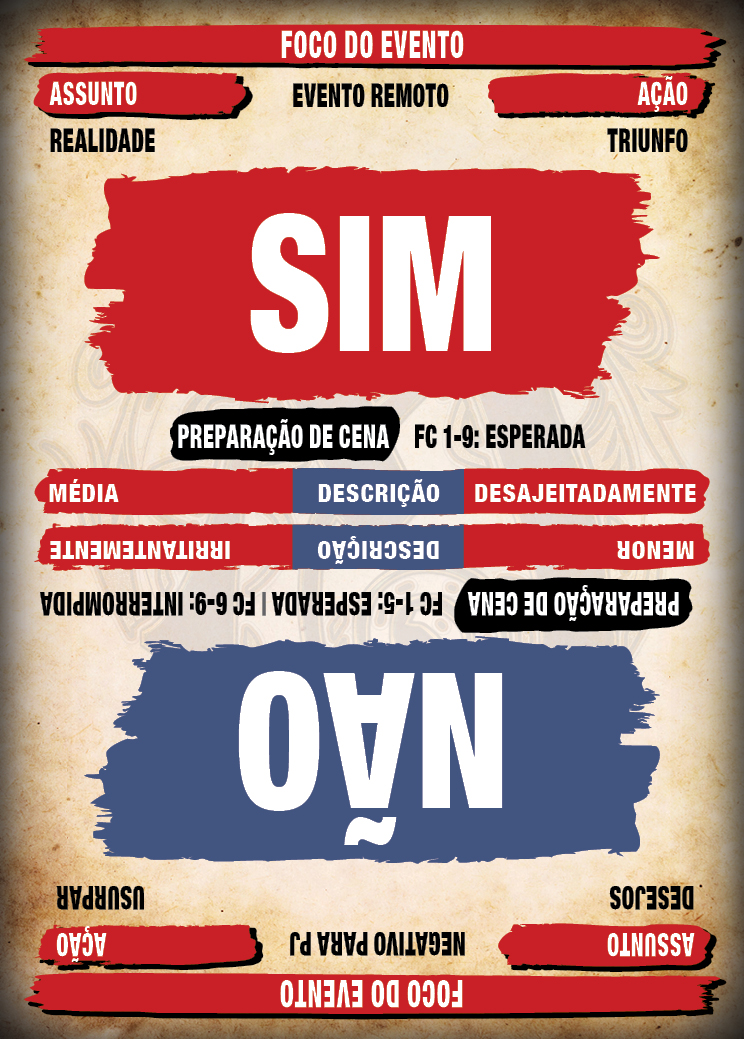 FOCO DO EVENTO
ASSUNTO EVENTO REMOTO AÇÃO
REALIDADE TRIUNFO
SIM
PREPARAÇÃO DE CENA FC 1-9: ESPERADA
MÉDIA DESCRIÇÃO DESAJEITADAMENTE
MENOR DESCRIÇÃO IRRITANTEMENTE
PREPARAÇÃO DE CENA FC 1-5: ESPERADA | FC 6-9: INTERROMPIDA
NÃO
DESEJOS USURPAR
ASSUNTO NEGATIVO PARA PJ AÇÃO
FOCO DO EVENTO